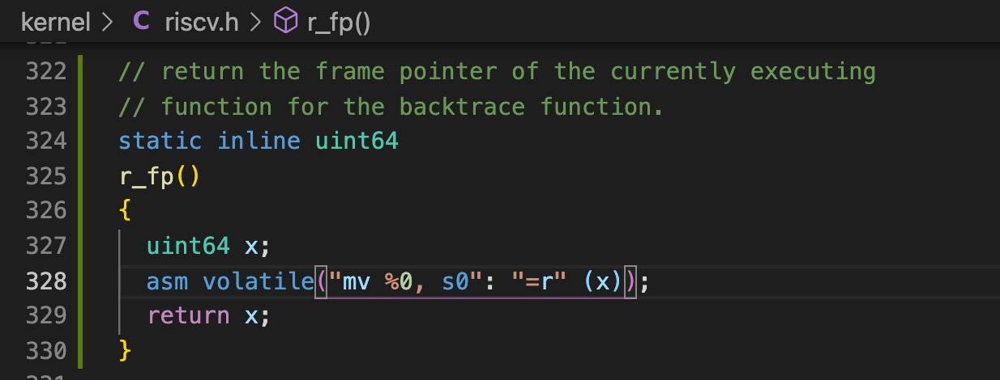 kernel > C riscv.h > r_fp()
322 // return the frame pointer of the currently executing
323 // function for the backtrace function.
324 static inline uint64
325 r_fp()
326 {
327   uint64 x;
328   asm volatile("mv %0, s0": "=r" (x));
329   return x;
330 }